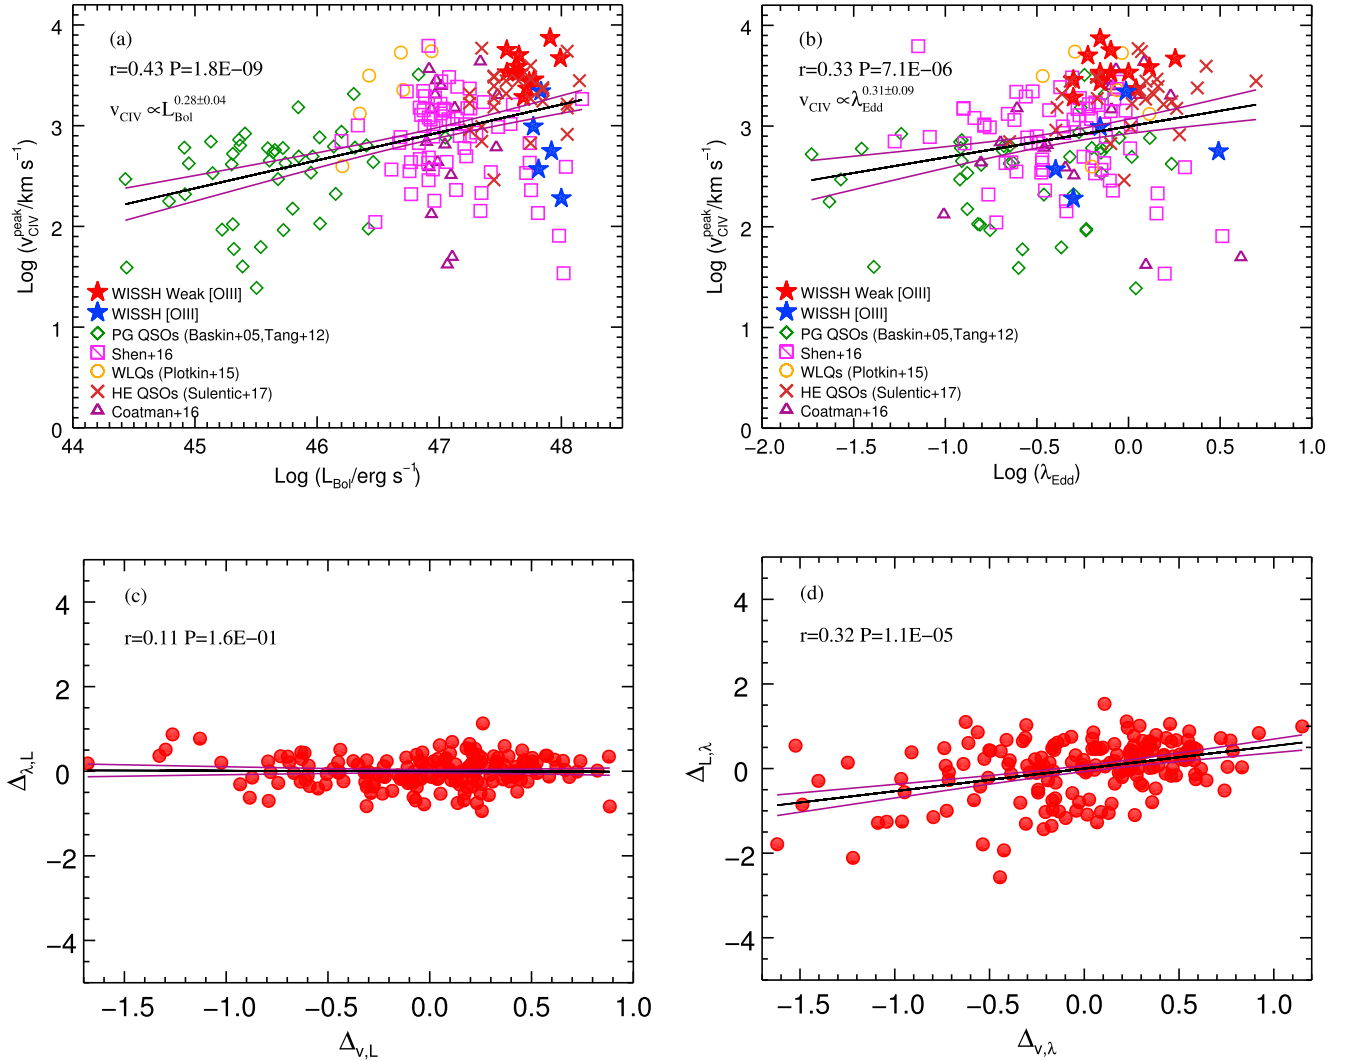 (a)
r=0.43 P=1.8E−09
v_CIV ∝L_Bol^0.28±0.04
Log (v_CIV^peak/km s⁻¹)
4
3
2
1
0
WISSH Weak [OIII]
WISSH [OIII]
PG QSOs (Baskin+05,Tang+12)
Shen+16
WLQs (Plotkin+15)
HE QSOs (Sulentic+17)
Coatman+16
44 45 46 47 48
Log (L_Bol/erg s⁻¹)
(b)
r=0.33 P=7.1E−06
v_CIV ∝λ_Edd^0.31±0.09
Log (v_CIV^peak/km s⁻¹)
4
3
2
1
0
WISSH Weak [OIII]
WISSH [OIII]
PG QSOs (Baskin+05,Tang+12)
Shen+16
WLQs (Plotkin+15)
HE QSOs (Sulentic+17)
Coatman+16
−2.0 −1.5 −1.0 −0.5 0.0 0.5 1.0
Log (λ_Edd)
(c)
r=0.11 P=1.6E−01
Δ_λ,L
4
2
0
−2
−4
−1.5 −1.0 −0.5 0.0 0.5 1.0
Δ_v,L
(d)
r=0.32 P=1.1E−05
Δ_L,λ
4
2
0
−2
−4
−1.5 −1.0 −0.5 0.0 0.5 1.0
Δ_v,λ